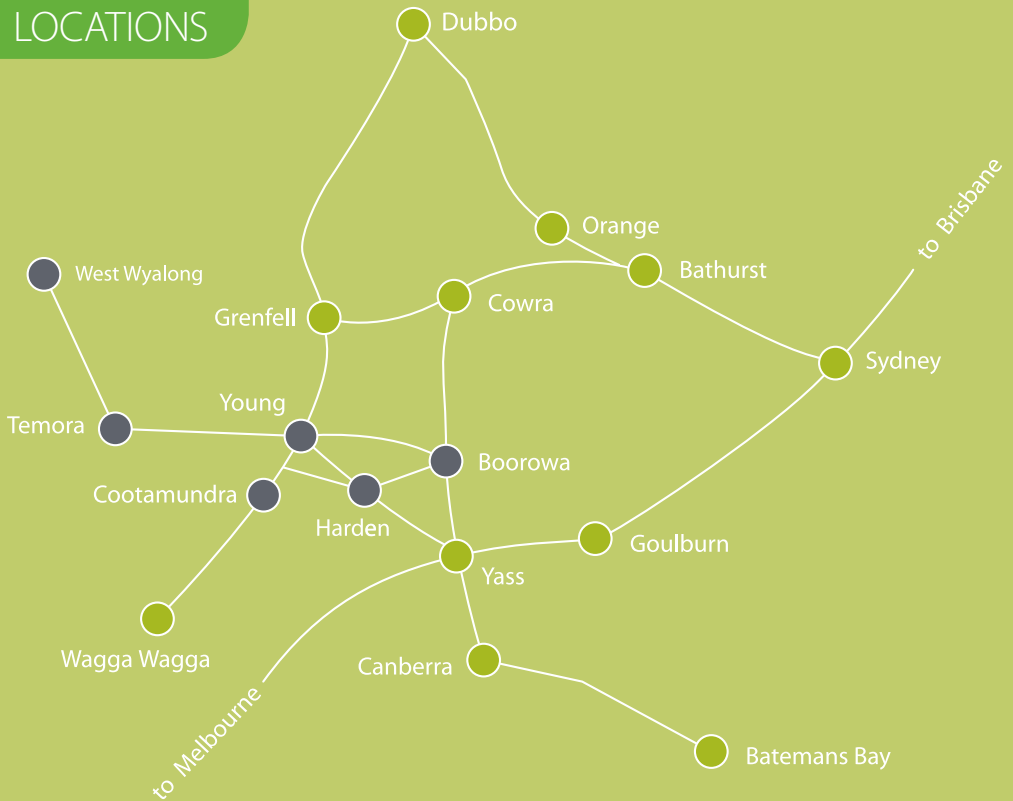 LOCATIONS
Dubbo
to Brisbane
Orange
Bathurst
West Wyalong
Cowra
Grenfell
Sydney
Young
Temora
Boorowa
Cootamundra
Harden
Goulburn
Yass
Wagga Wagga
Canberra
to Melbourne
Batemans Bay